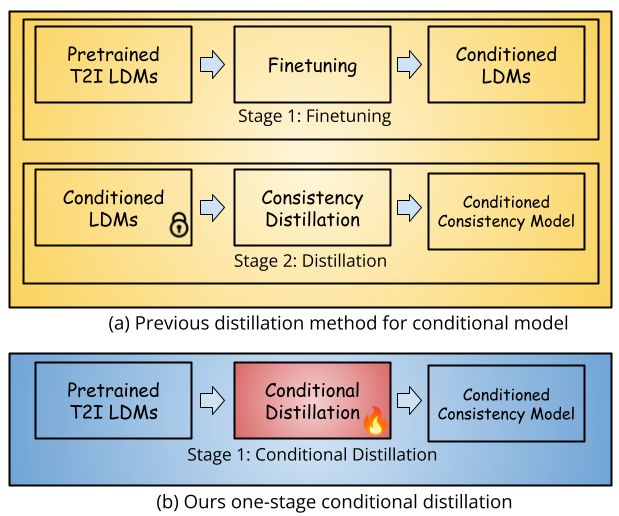 Pretrained
T2I LDMs
Finetuning
Conditioned
LDMs
Stage 1: Finetuning
Conditioned
LDMs
Consistency
Distillation
Conditioned
Consistency Model
Stage 2: Distillation
(a) Previous distillation method for conditional model
Pretrained
T2I LDMs
Conditional
Distillation
Conditioned
Consistency Model
Stage 1: Conditional Distillation
(b) Ours one-stage conditional distillation